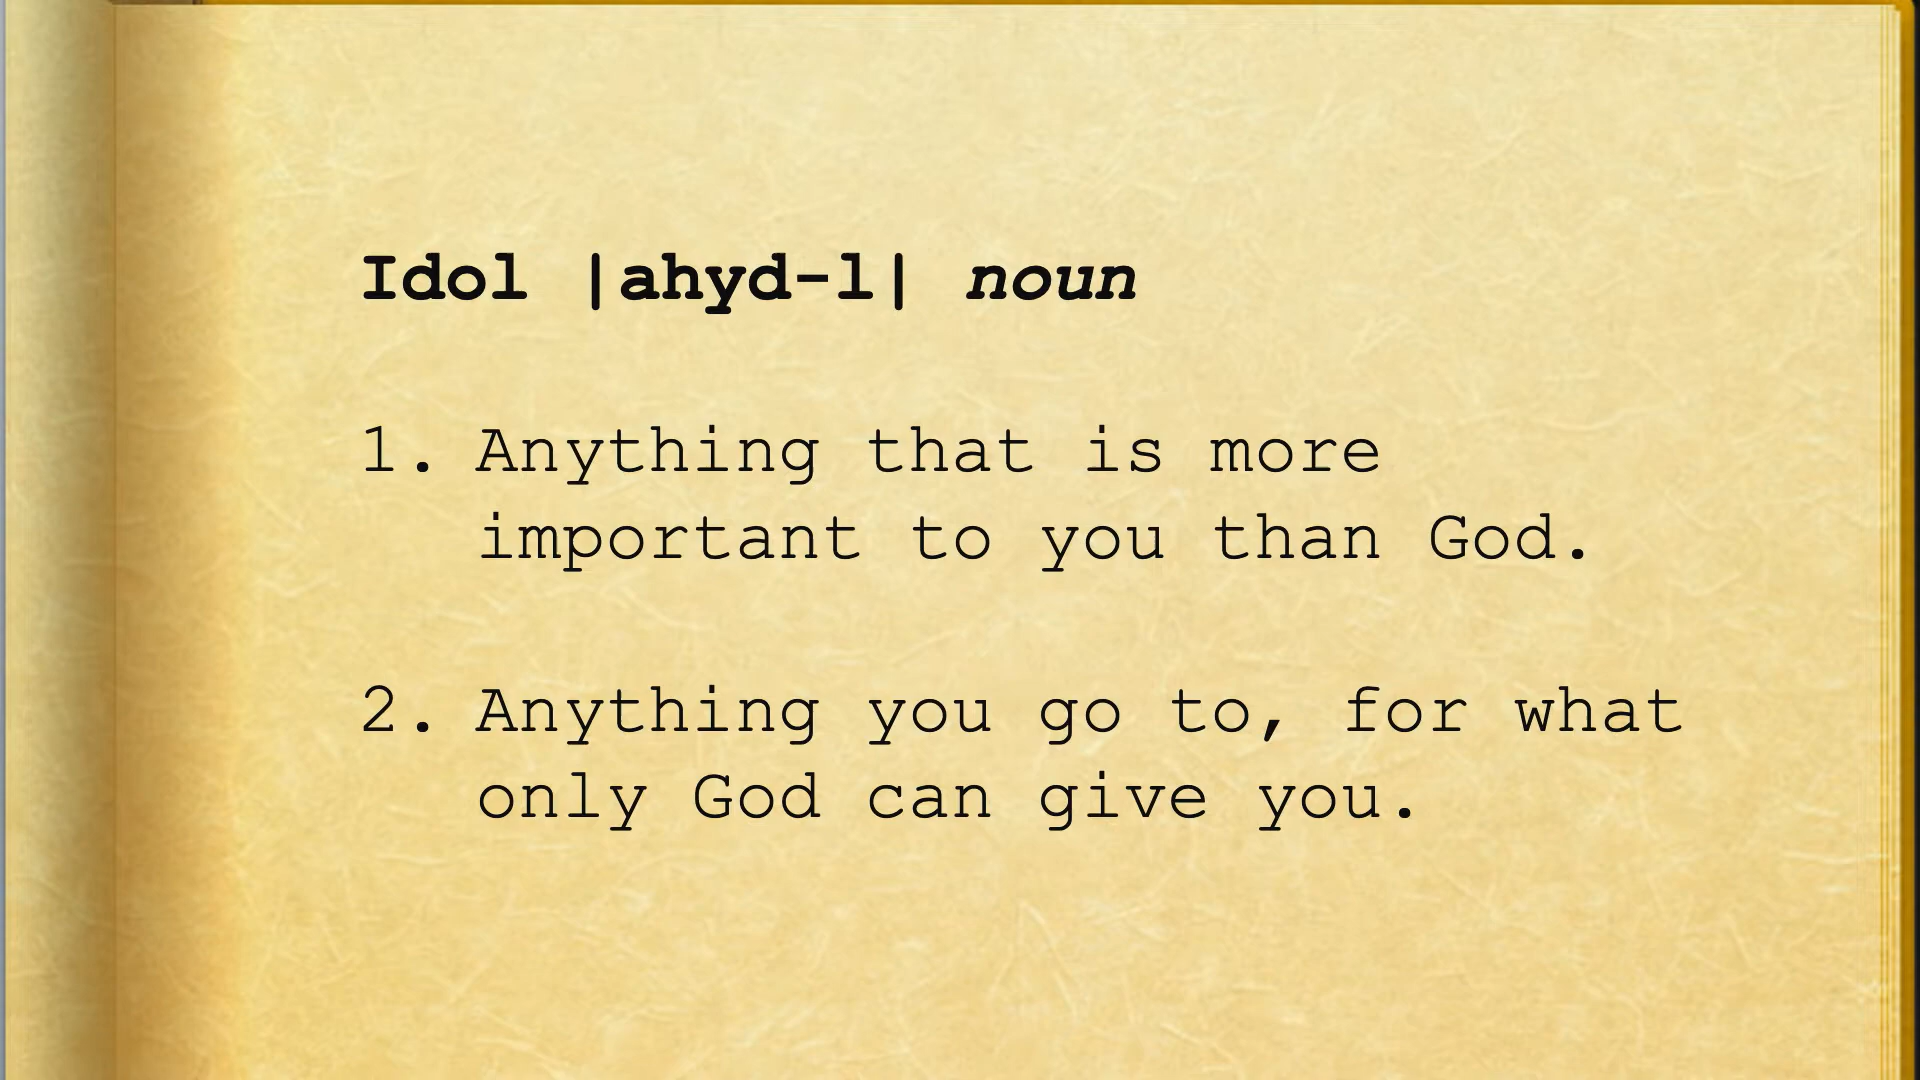 Idol |ahyd-l| noun
1. Anything that is more
important to you than God.
2. Anything you go to, for what
only God can give you.